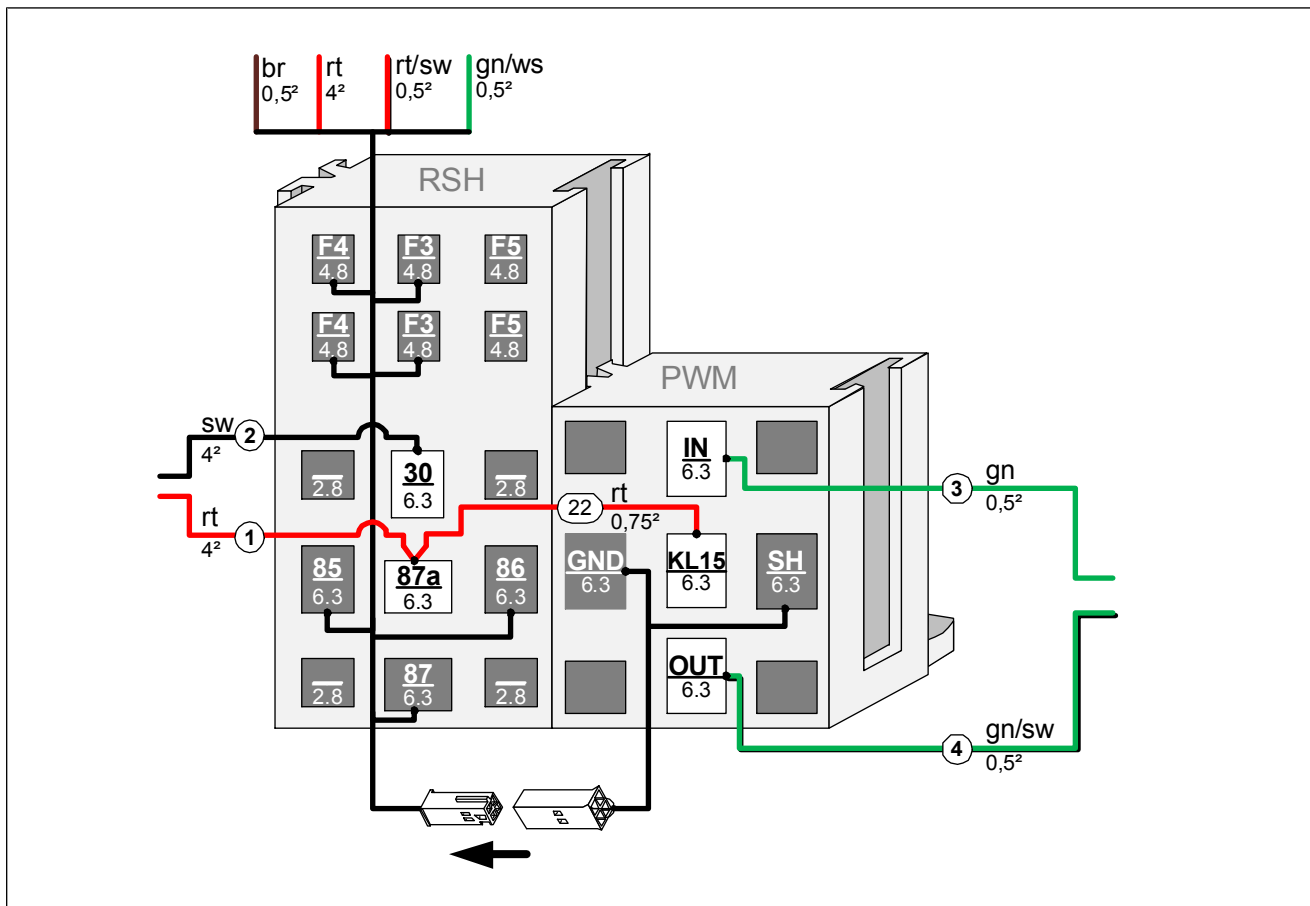 br
0,5²
rt
4²
rt/sw
0,5²
gn/ws
0,5²
RSH
F4
4.8
F3
4.8
F5
4.8
F4
4.8
F3
4.8
F5
4.8
PWM
sw
4²
2
2.8
30
6.3
2.8
IN
6.3
3
gn
0,5²
rt
4²
1
22
rt
0,75²
85
6.3
87a
6.3
86
6.3
GND
6.3
KL15
6.3
SH
6.3
2.8
87
6.3
2.8
OUT
6.3
4
gn/sw
0,5²